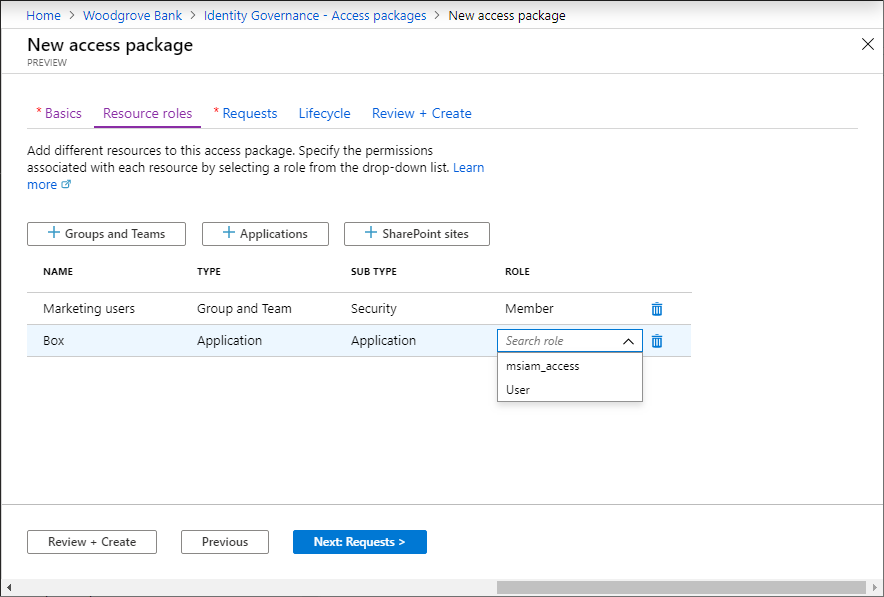 Home > Woodgrove Bank > Identity Governance - Access packages > New access package
New access package
PREVIEW
* Basics Resource roles * Requests Lifecycle Review + Create
Add different resources to this access package. Specify the permissions
associated with each resource by selecting a role from the drop-down list. Learn
more
+ Groups and Teams + Applications + SharePoint sites
NAME TYPE SUB TYPE ROLE
Marketing users Group and Team Security Member
Box Application Application Search role
msiam_access
User
Review + Create Previous Next: Requests >